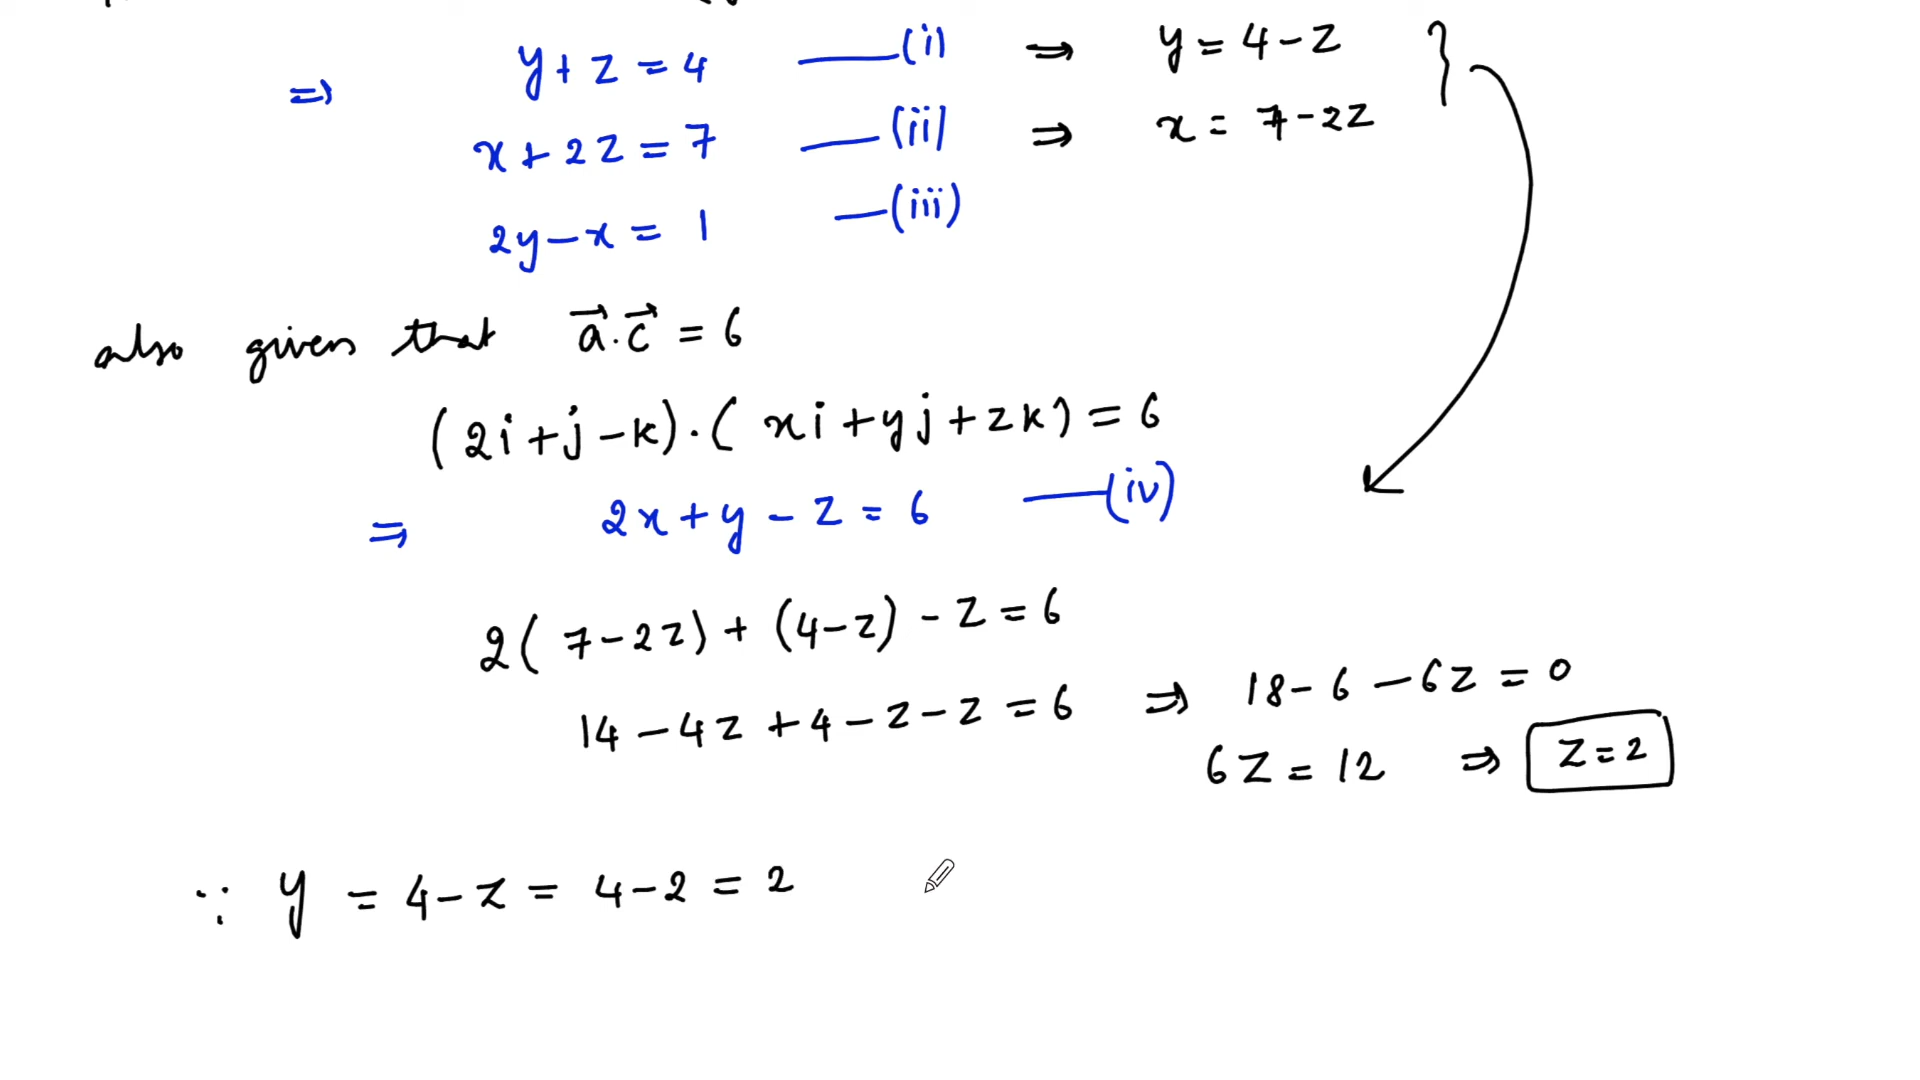 ⇒ y + z = 4 —(i) ⇒ y = 4 - z }
x + 2z = 7 —(ii) ⇒ x = 7 - 2z
2y - x = 1 —(iii)
also given that a⃗ . c⃗ = 6
(2i + j - k) . (xi + yj + zk) = 6
⇒ 2x + y - z = 6 —(iv)
2(7 - 2z) + (4 - z) - z = 6
14 - 4z + 4 - z - z = 6 ⇒ 18 - 6 - 6z = 0
6z = 12 ⇒ z = 2
∵ y = 4 - z = 4 - 2 = 2